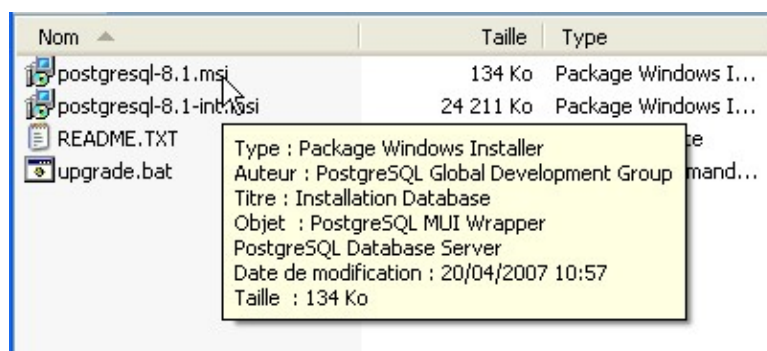 Nom Taille Type
postgresql-8.1.msi 134 Ko Package Windows I...
postgresql-8.1-int.msi 24 211 Ko Package Windows I...
README.TXT te
upgrade.bat mand...
Type : Package Windows Installer
Auteur : PostgreSQL Global Development Group
Titre : Installation Database
Objet : PostgreSQL MUI Wrapper
PostgreSQL Database Server
Date de modification : 20/04/2007 10:57
Taille : 134 Ko